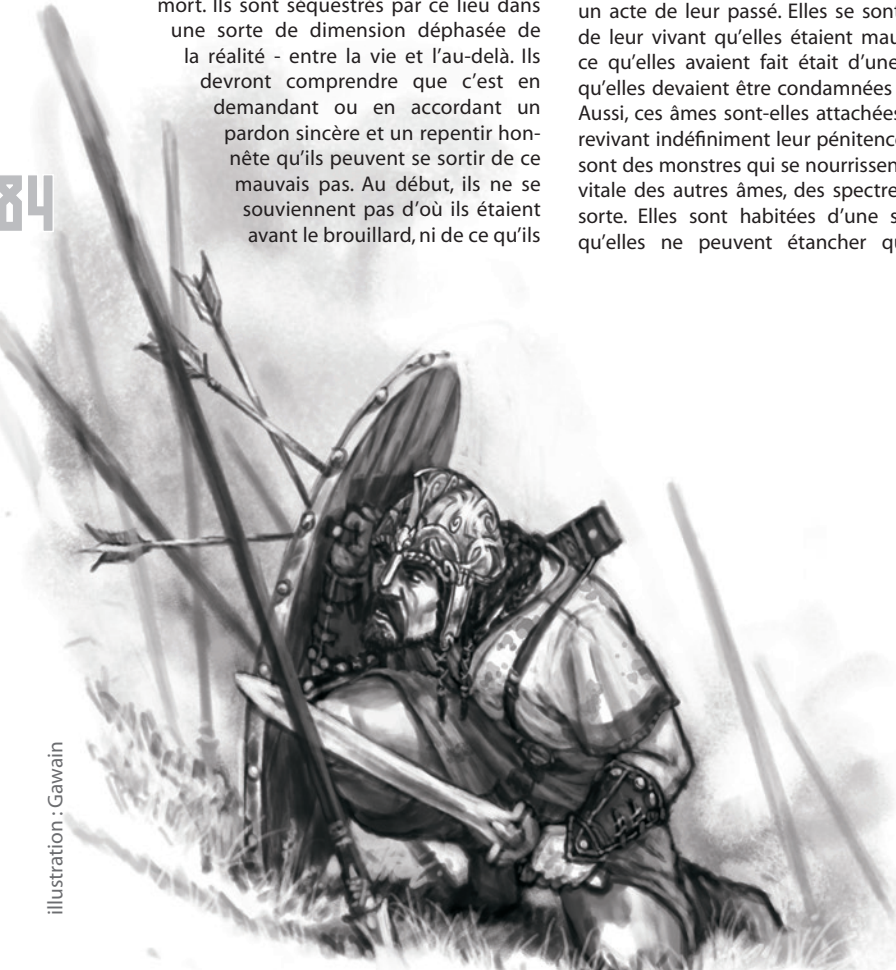 mort. Ils sont séquestrés par ce lieu dans
une sorte de dimension déphasée de
la réalité - entre la vie et l'au-delà. Ils
devront comprendre que c'est en
demandant ou en accordant un
pardon sincère et un repentir hon-
nête qu'ils peuvent se sortir de ce
mauvais pas. Au début, ils ne se
souviennent pas d'où ils étaient
avant le brouillard, ni de ce qu'ils
un acte de leur passé. Elles se sont
de leur vivant qu'elles étaient mau
ce qu'elles avaient fait était d'une
qu'elles devaient être condamnées
Aussi, ces âmes sont-elles attachées
revivant indéfiniment leur pénitence
sont des monstres qui se nourrissen
vitale des autres âmes, des spectre
sorte. Elles sont habitées d'une s
qu'elles ne peuvent étancher qu
84
illustration : Gawain